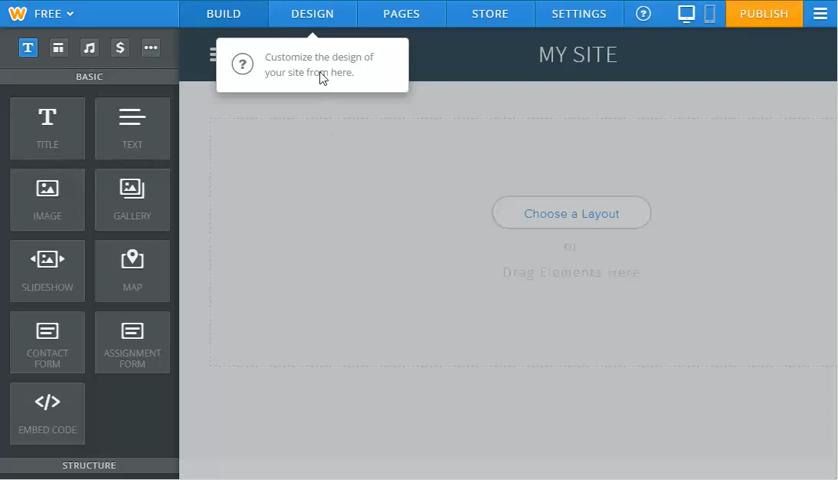 FREE
BUILD
DESIGN
PAGES
STORE
SETTINGS
?
PUBLISH
T
$
BASIC
T
TITLE
TEXT
IMAGE
GALLERY
SLIDESHOW
MAP
CONTACT
FORM
ASSIGNMENT
FORM
</>
EMBED CODE
STRUCTURE
?
Customize the design of
your site from here.
MY SITE
Choose a Layout
or
Drag Elements Here